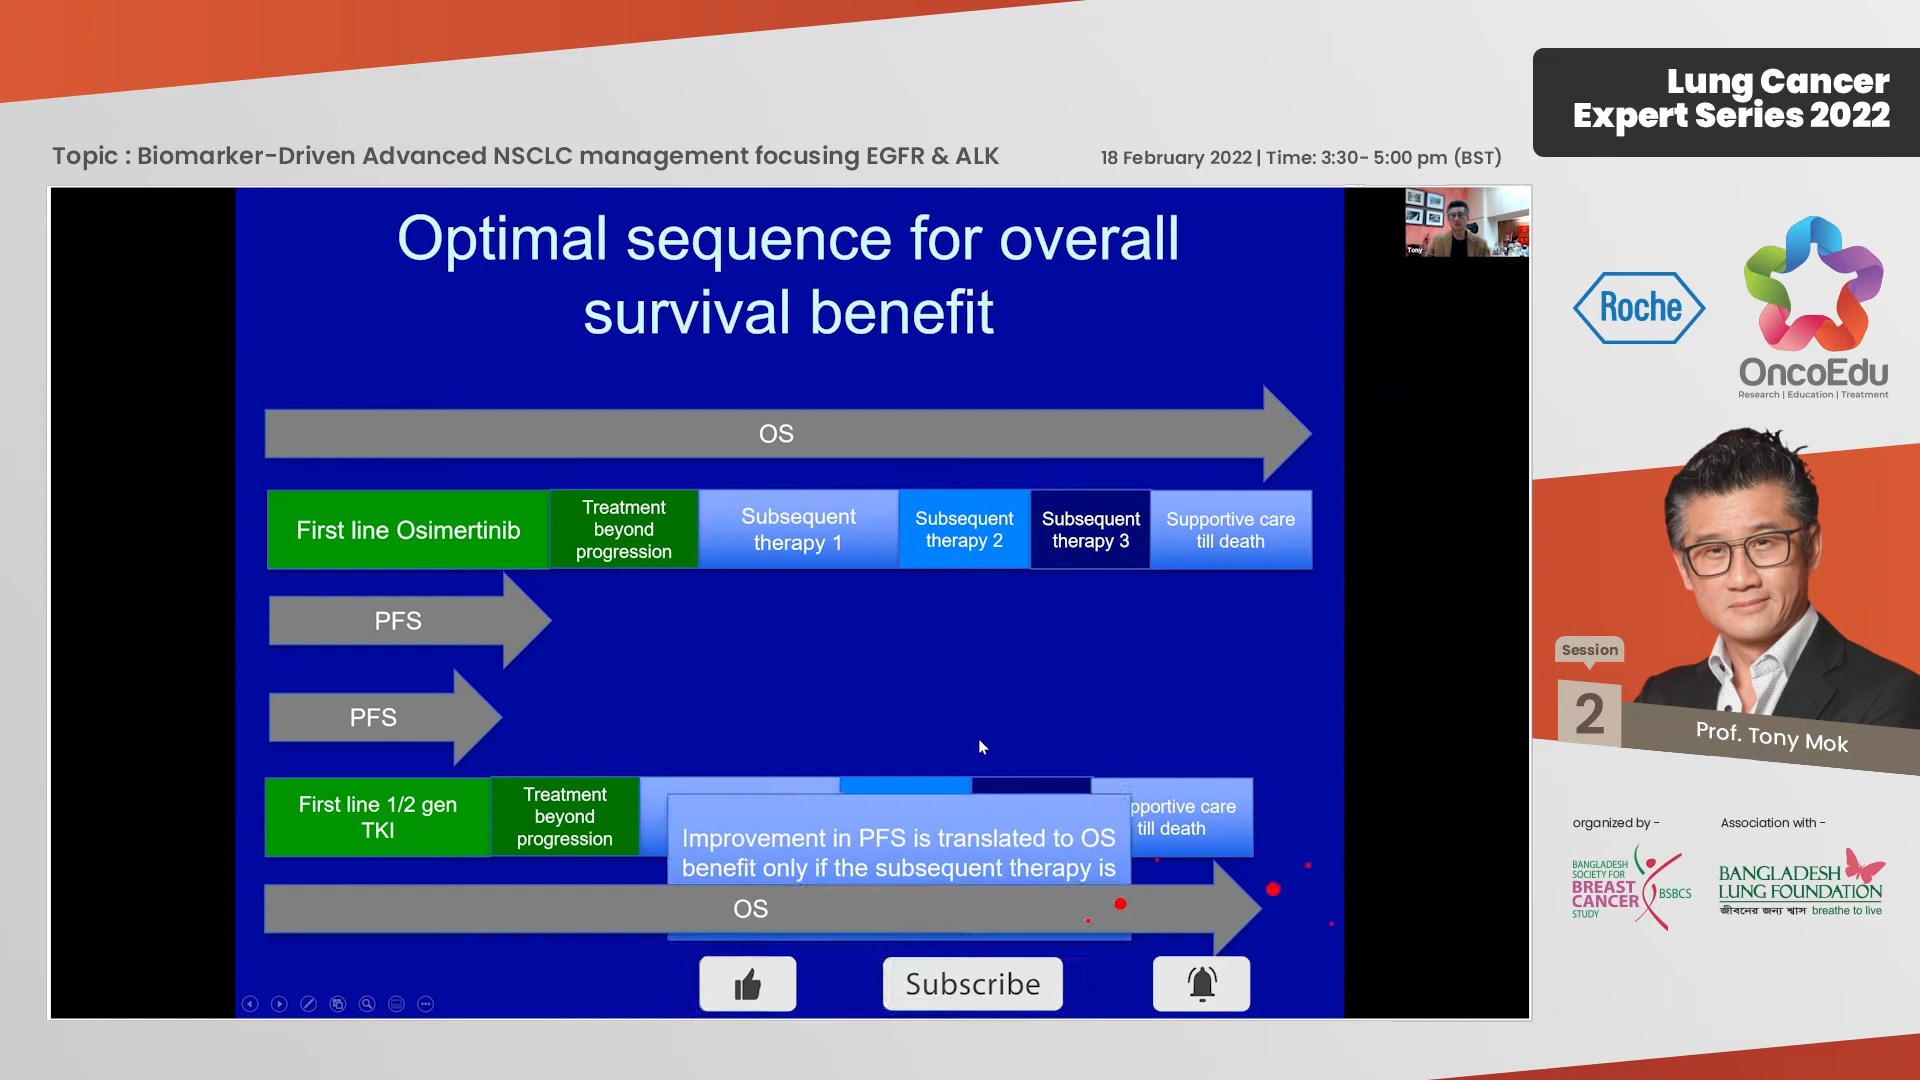 Lung Cancer
Expert Series 2022
Topic : Biomarker-Driven Advanced NSCLC management focusing EGFR & ALK
18 February 2022 | Time: 3:30- 5:00 pm (BST)
Optimal sequence for overall
survival benefit
Tony
OS
First line Osimertinib
Treatment
beyond
progression
Subsequent
therapy 1
Subsequent
therapy 2
Subsequent
therapy 3
Supportive care
till death
PFS
PFS
First line 1/2 gen
TKI
Treatment
beyond
progression
pportive care
till death
Improvement in PFS is translated to OS
benefit only if the subsequent therapy is
OS
Subscribe
Roche
OncoEdu
Research | Education | Treatment
Session
2
Prof. Tony Mok
organized by -
Association with -
BANGLADESH
SOCIETY FOR
BREAST
CANCER
STUDY
BSBCS
BANGLADESH
LUNG FOUNDATION
জীবনের জন্য শ্বাস breathe to live